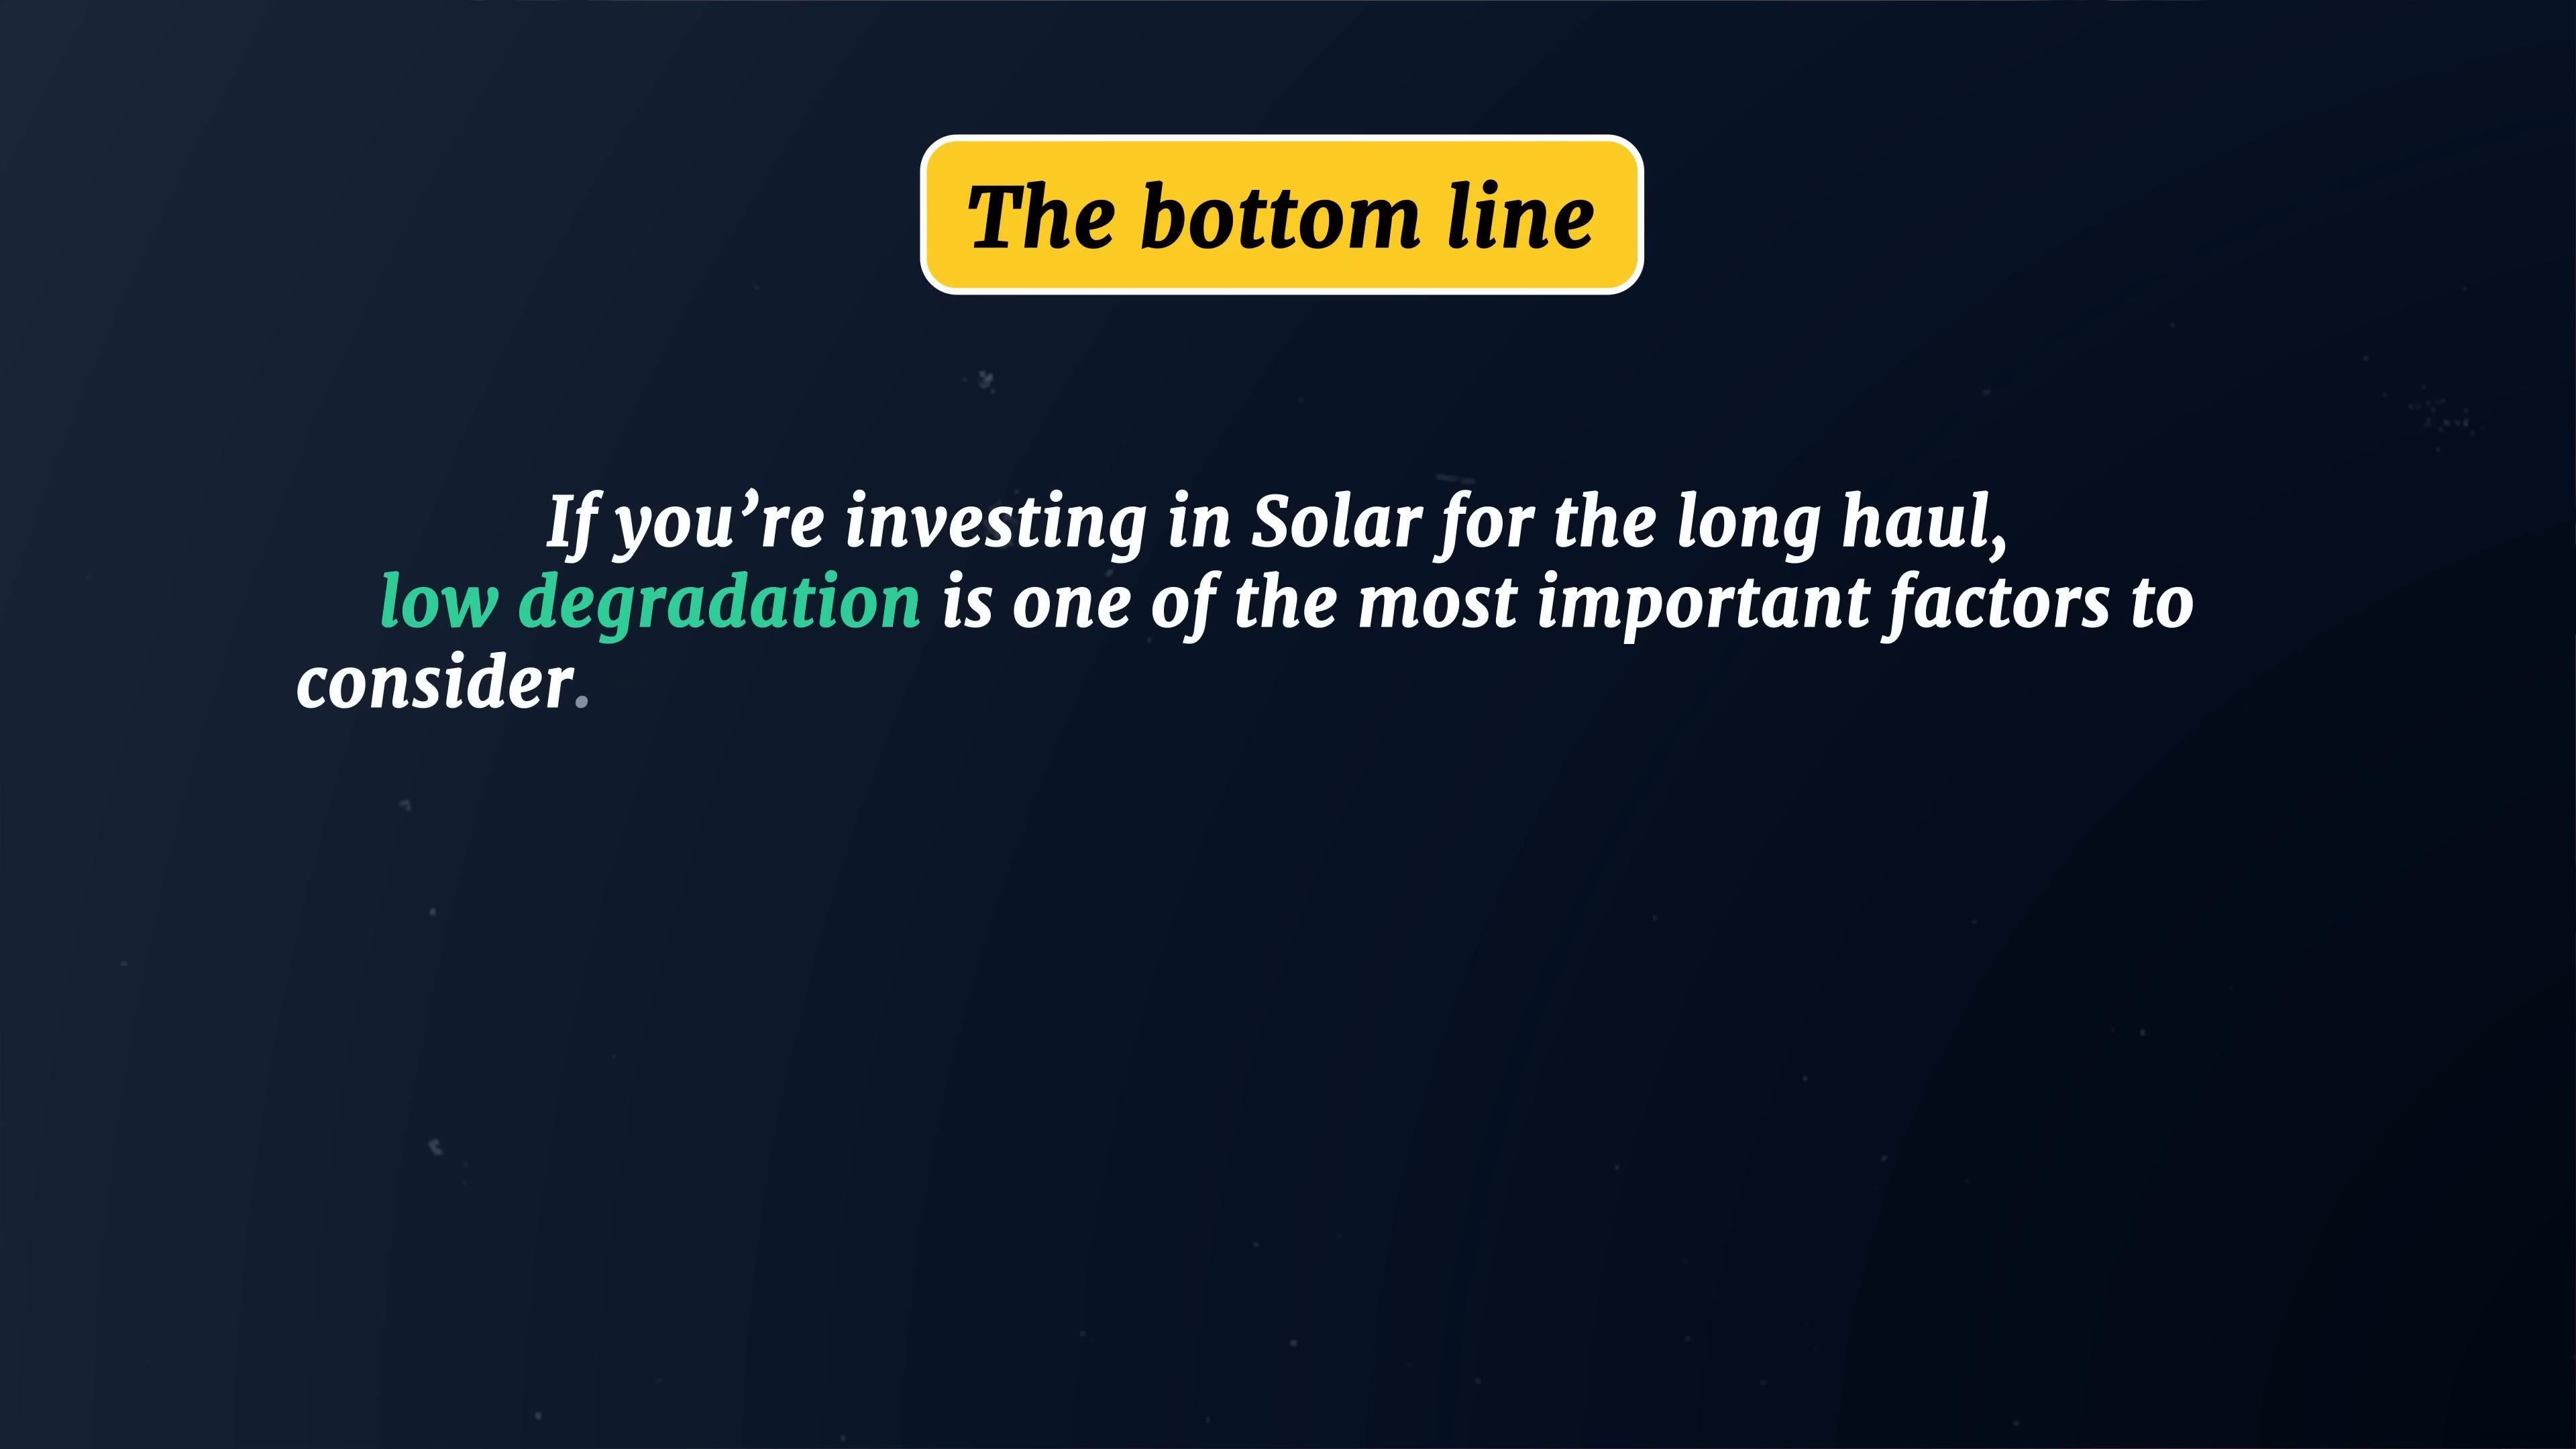 The bottom line
If you’re investing in Solar for the long haul,
low degradation is one of the most important factors to
consider.